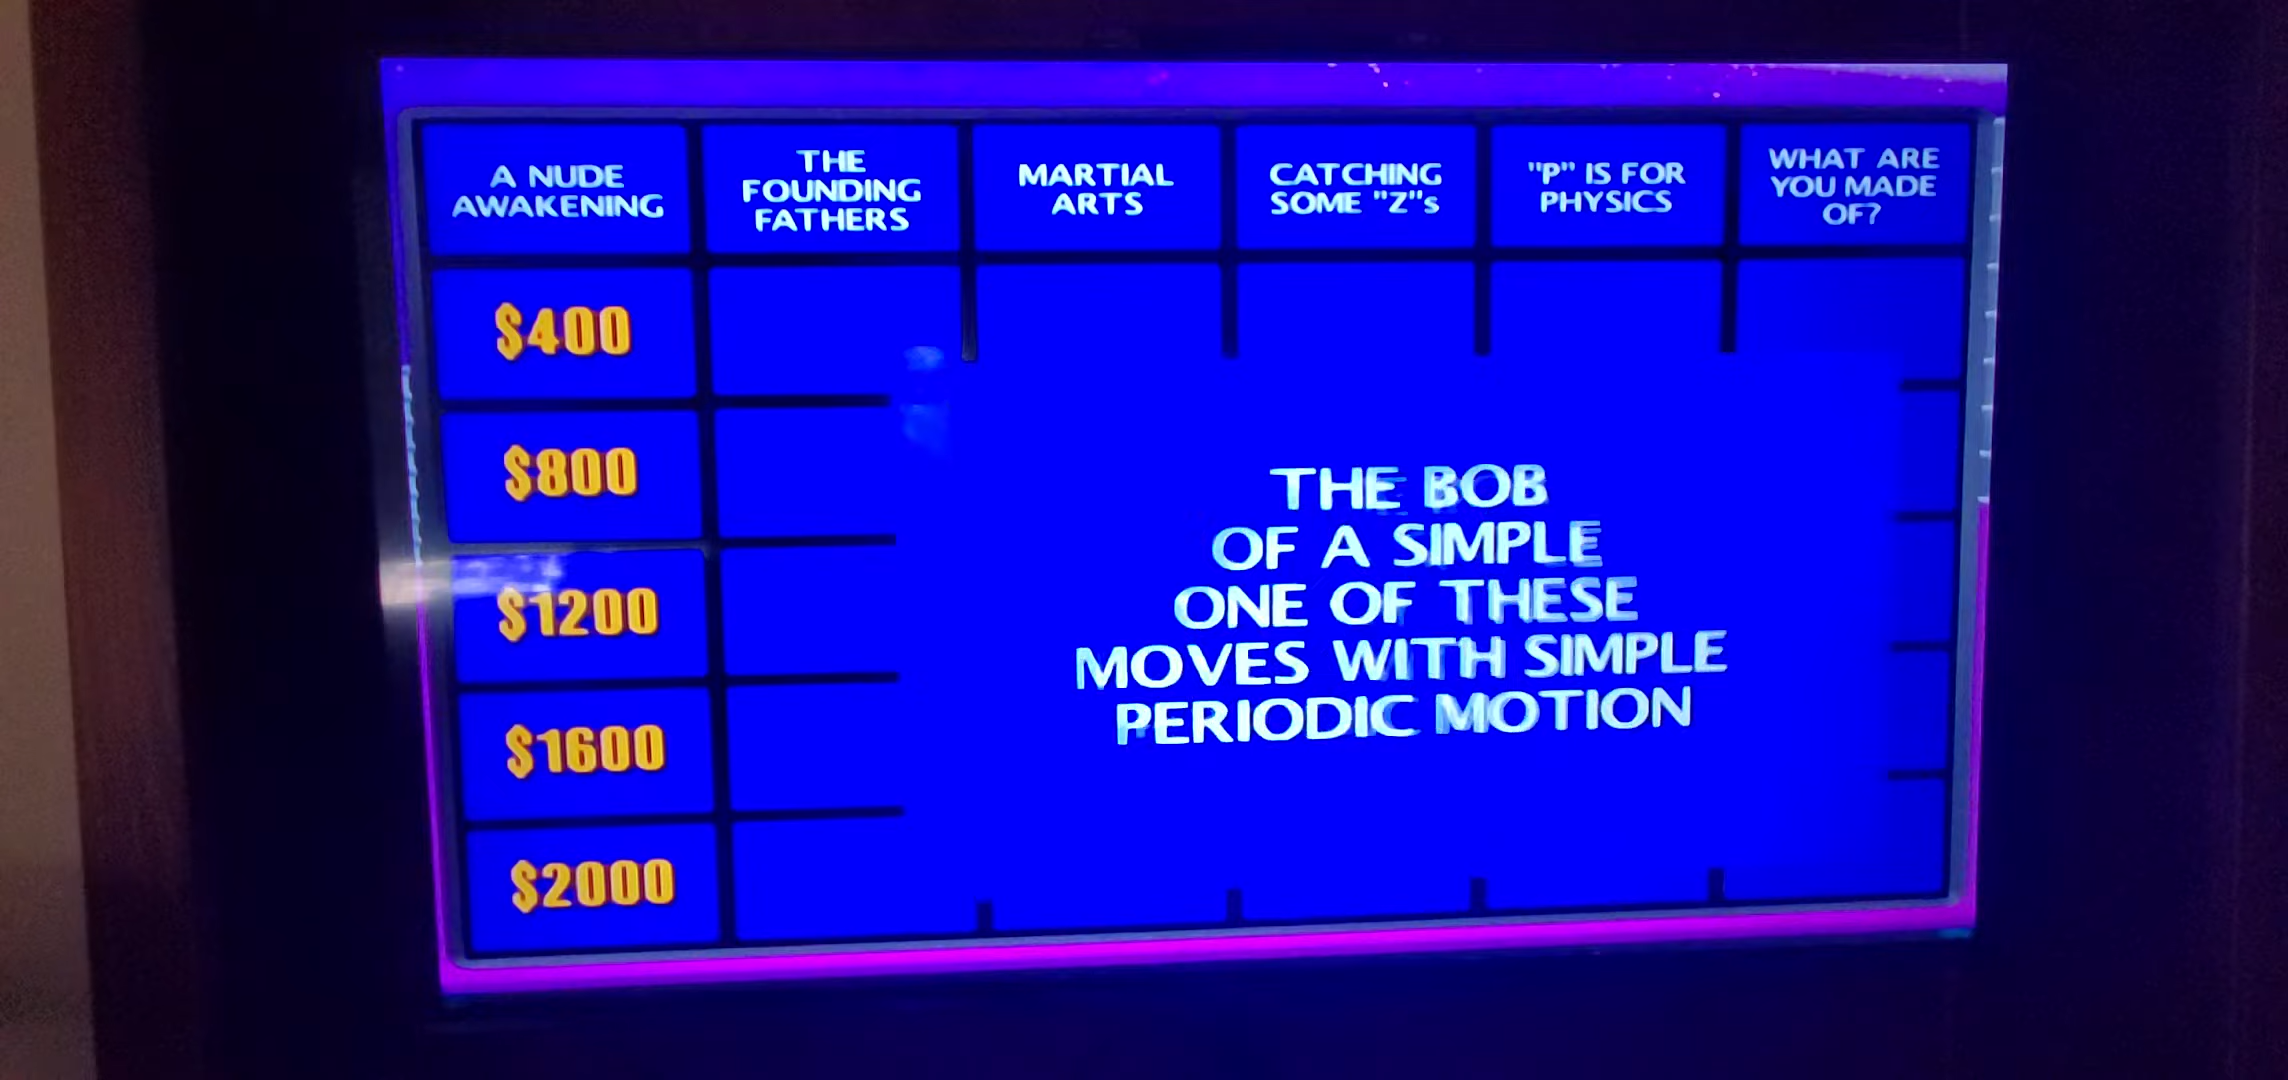 A NUDE
AWAKENING
THE
FOUNDING
FATHERS
MARTIAL
ARTS
CATCHING
SOME "Z"s
"P" IS FOR
PHYSICS
WHAT ARE
YOU MADE
OF?
$400
$800
$1200
$1600
$2000
THE BOB
OF A SIMPLE
ONE OF THESE
MOVES WITH SIMPLE
PERIODIC MOTION